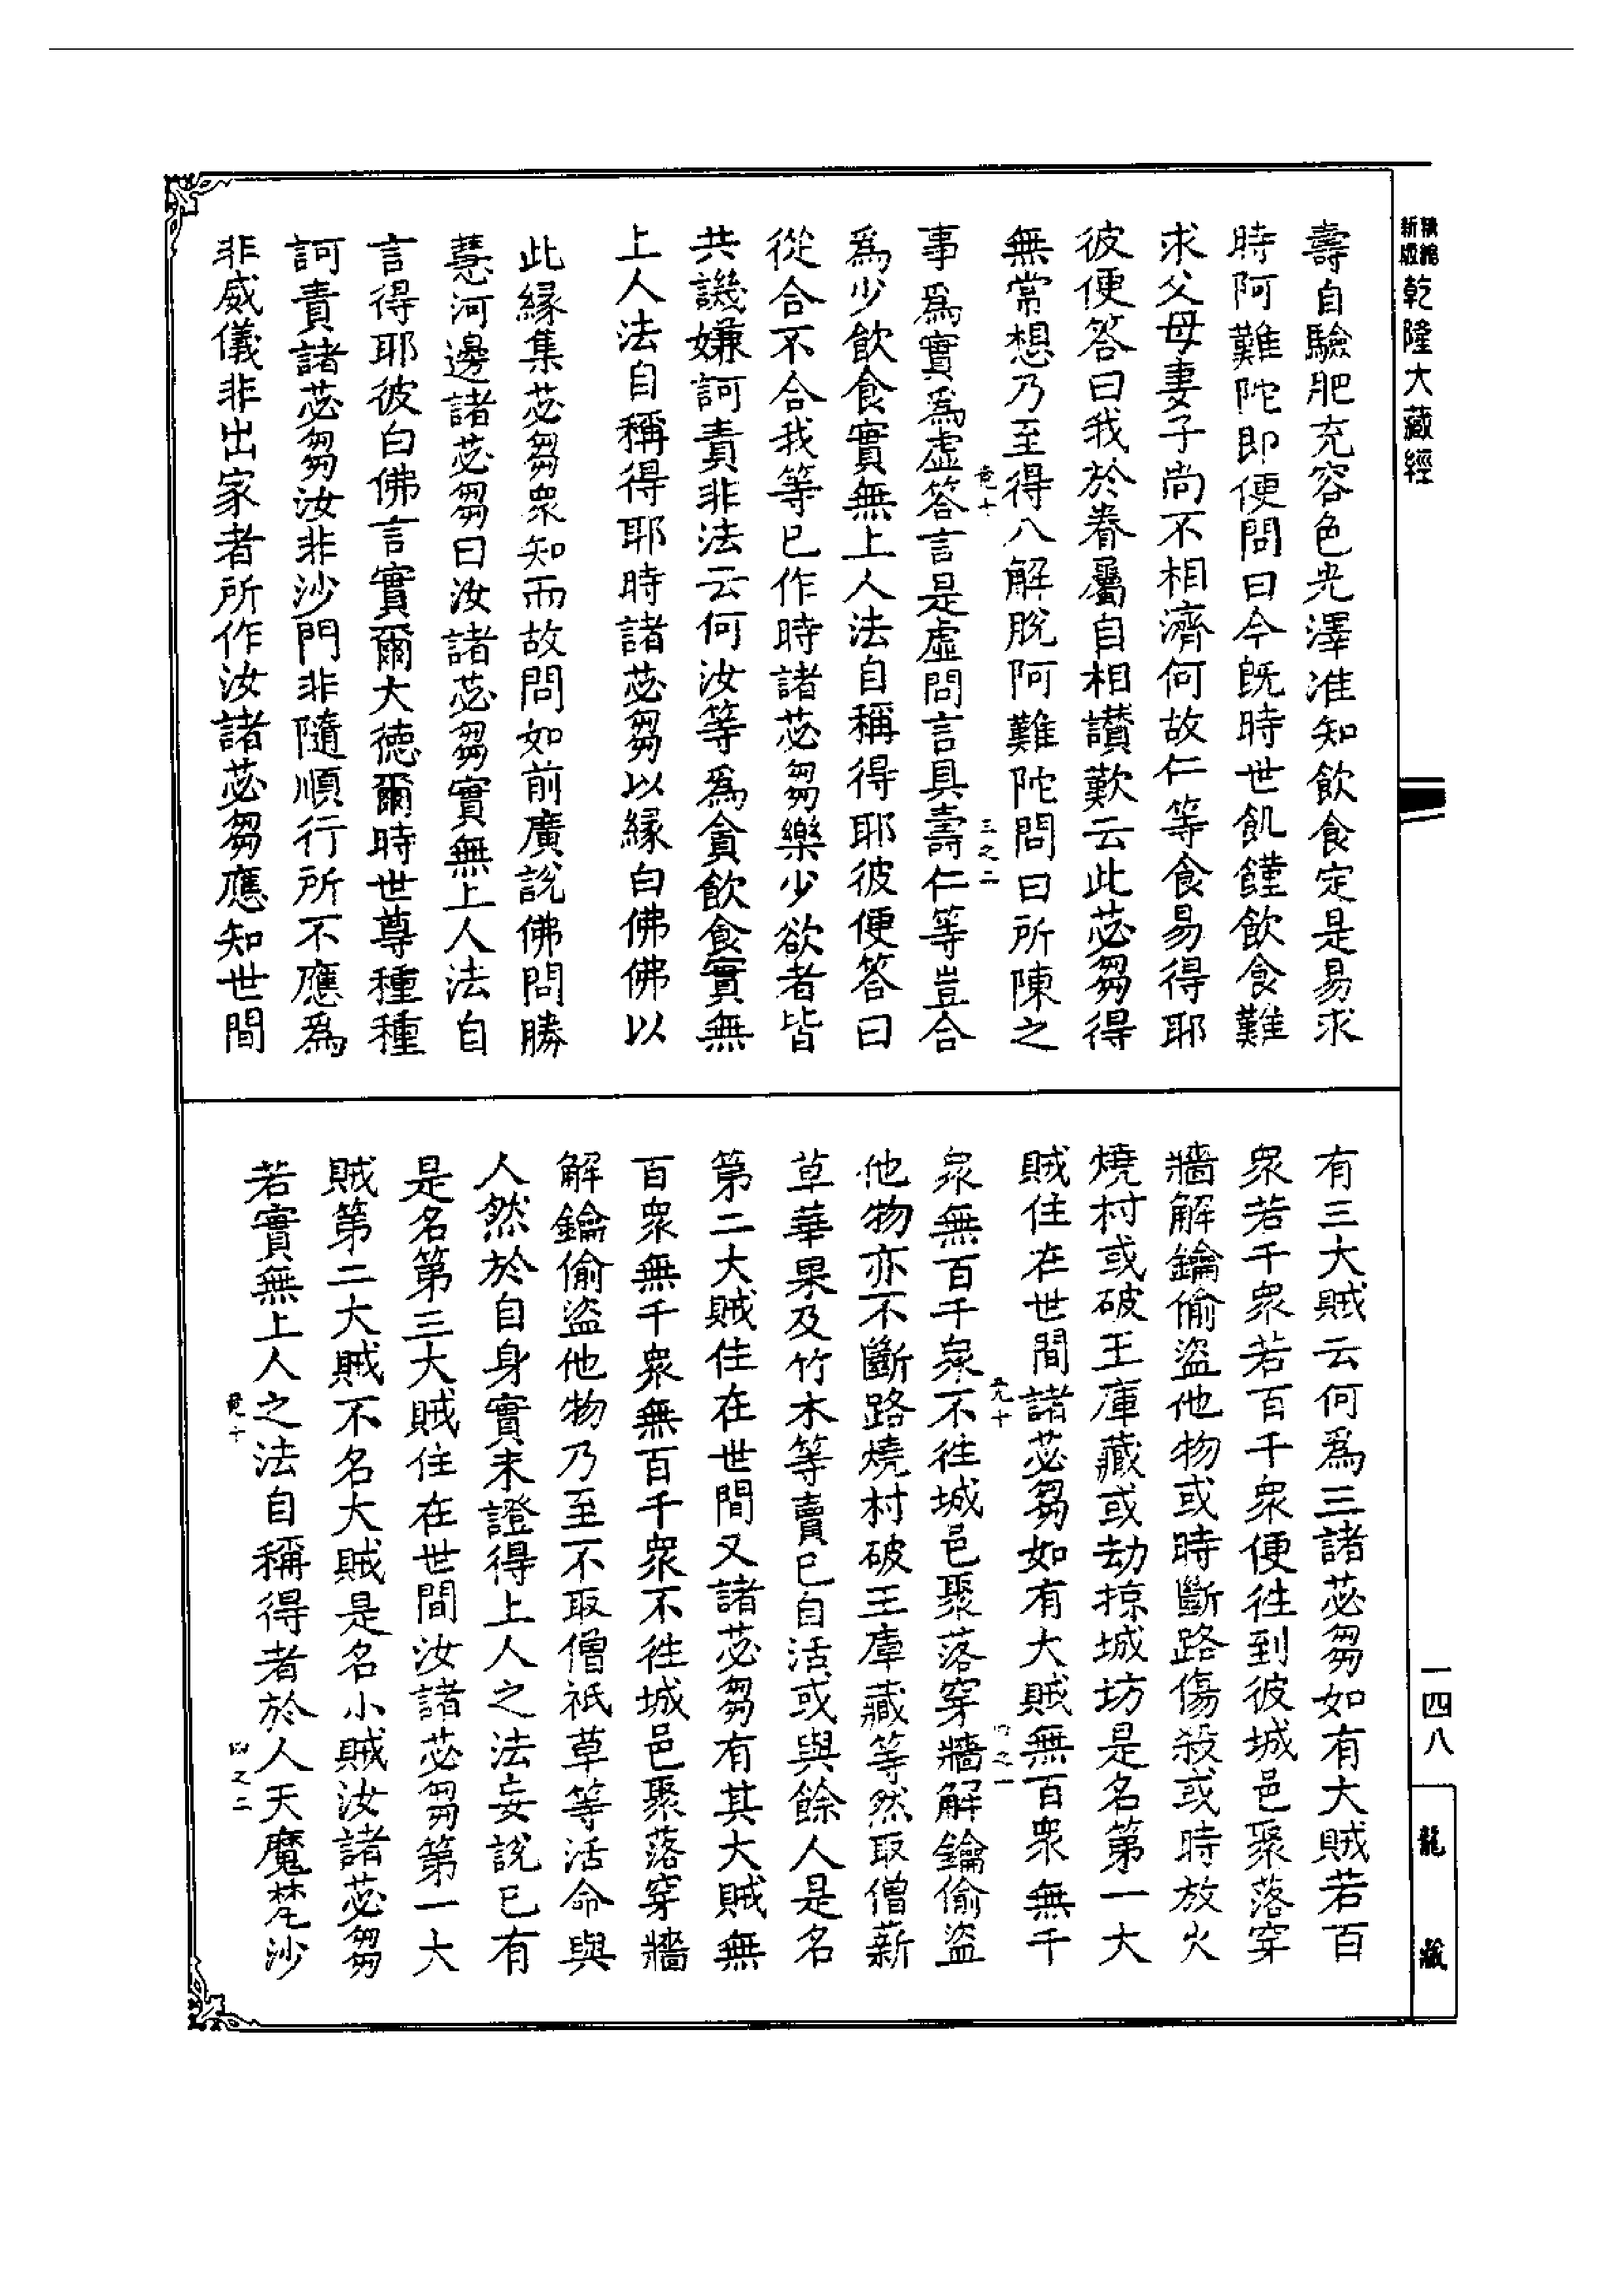 新編
新版
乾隆大藏經
壽自驗肥充容色光澤准知飲食定是易求
時阿難陀即便問曰今旣時世飢饉飲食難
求父母妻子尚不相濟何故仁等食易得耶
彼便答曰我於眷屬自相讚歎云此苾芻得
無常想乃至得八解脫阿難陀問曰所陳之
竟十
三之二
事爲實爲虛答言是虛問言具壽仁等豈合
爲少飲食實無上人法自稱得耶彼便答曰
從合不合我等已作時諸苾芻樂少欲者皆
共譏嫌訶責非法云何汝等爲貪飲食實無
上人法自稱得耶時諸苾芻以緣白佛佛以
此緣集苾芻衆知而故問如前廣說佛問勝
慧河邊諸苾芻曰汝諸苾芻實無上人法自
言得耶彼白佛言實爾大德爾時世尊種種
訶責諸苾芻汝非沙門非隨順行所不應爲
非威儀非出家者所作汝諸苾芻應知世間
有三大賊云何爲三諸苾芻如有大賊若百
衆若千衆若百千衆便徃到彼城邑聚落穿
牆解鑰偷盜他物或時斷路傷殺或時放火
燒村或破王庫藏或劫掠城坊是名第一大
賊住在世間諸苾芻如有大賊無百衆無千
竟十
四之一
衆無百千衆不徃城邑聚落穿牆解鑰偷盜
他物亦不斷路燒村破王庫藏等然取僧薪
草華果及竹木等賣已自活或與餘人是名
第二大賊住在世間又諸苾芻有其大賊無
百衆無千衆無百千衆不徃城邑聚落穿牆
解鑰偷盜他物乃至不取僧祇草等活命與
人然於自身實未證得上人之法妄說已有
是名第三大賊住在世間汝諸苾芻第一大
賊第二大賊不名大賊是名小賊汝諸苾芻
若實無上人之法自稱得者於人天魔梵沙
竟十
四之二
一四八
龍藏